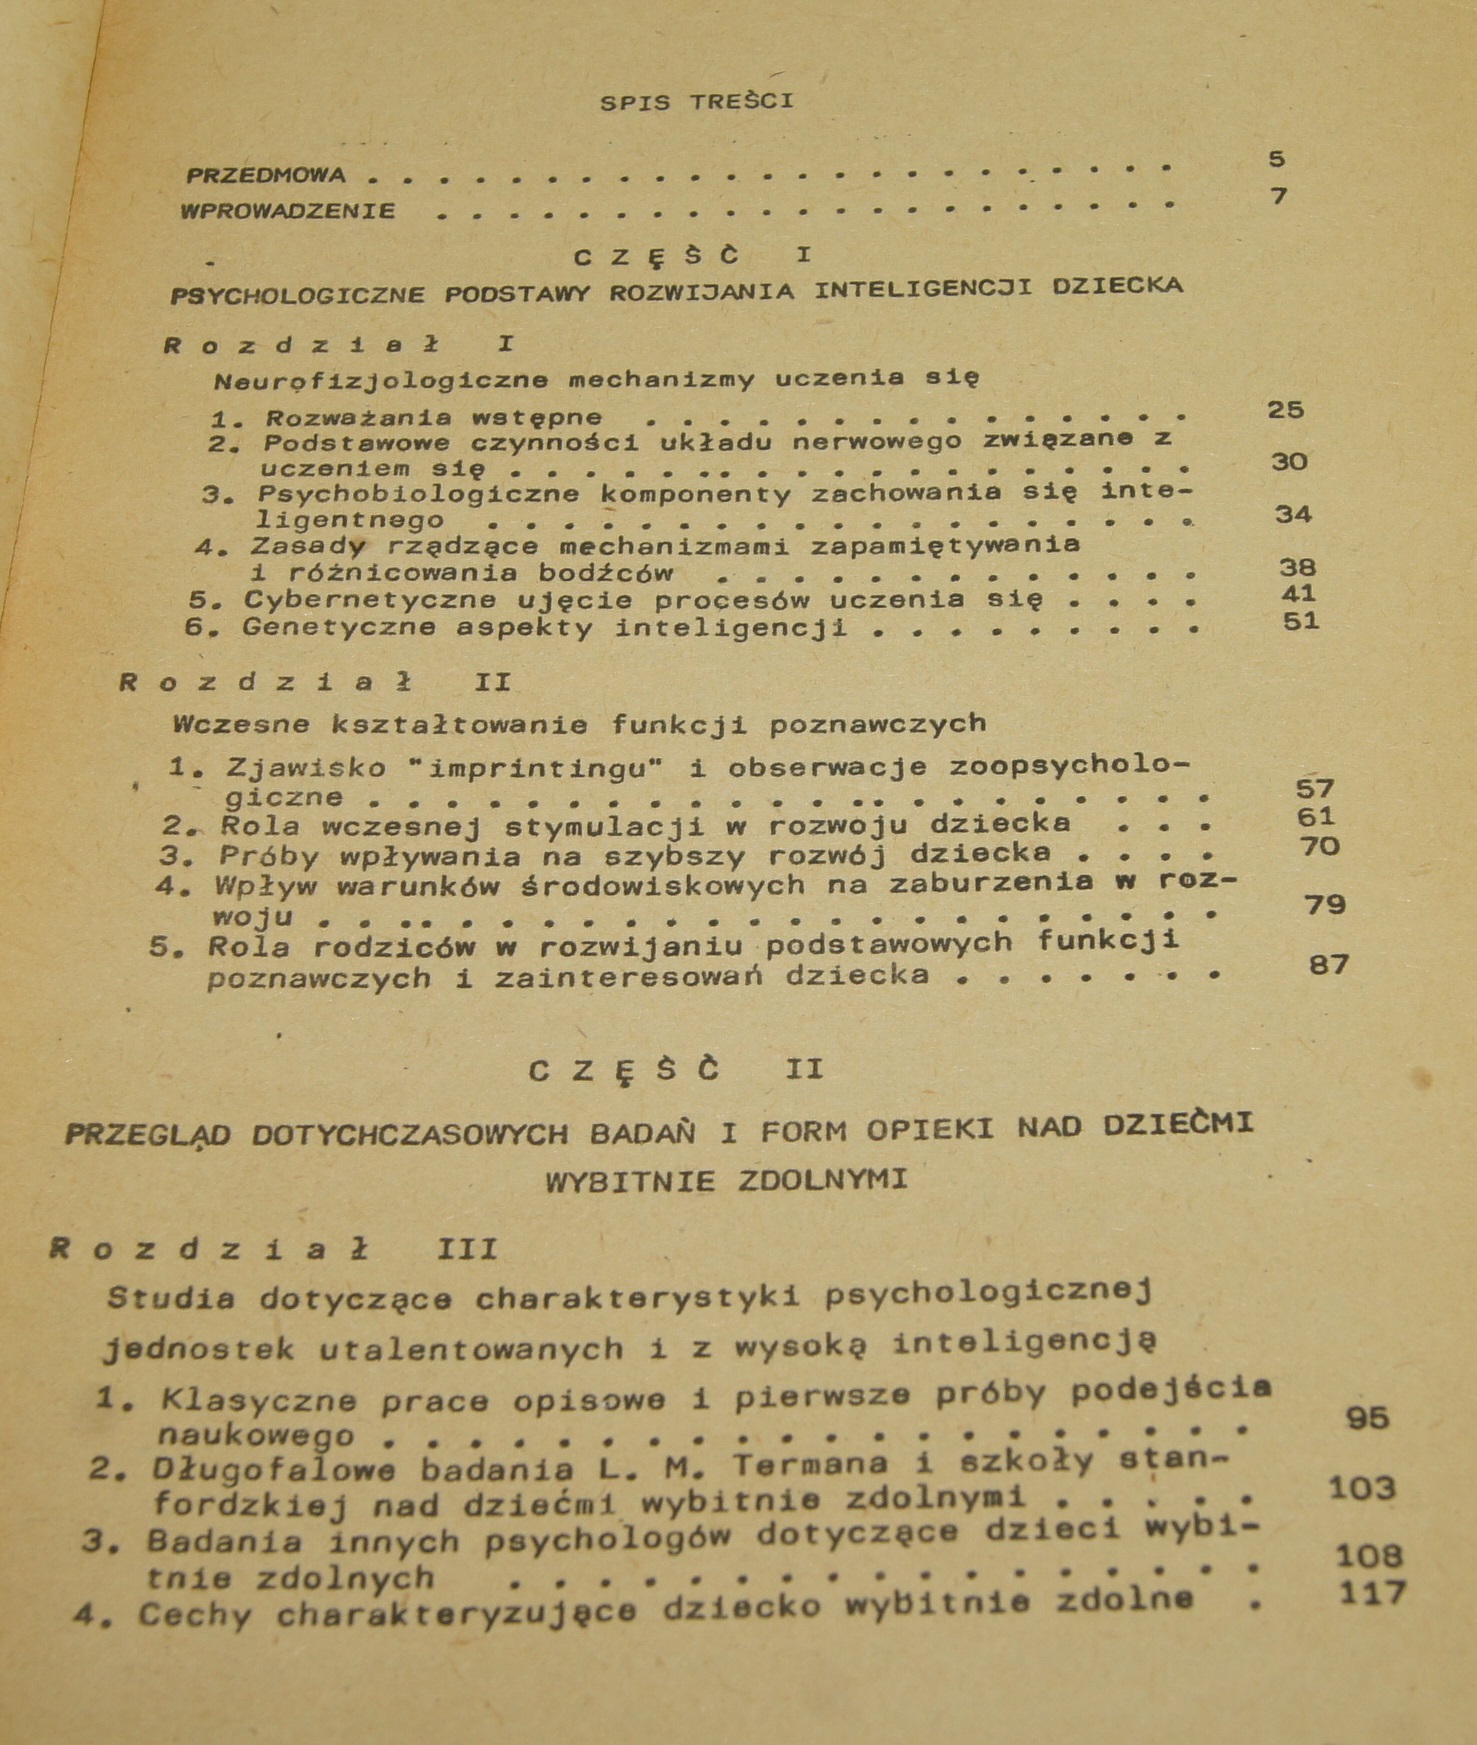 SPIS TREŚCI
PRZEDMOWA . . . . . . . . . . . . . . . . . . . . . . . 5
WPROWADZENIE . . . . . . . . . . . . . . . . . . . . . 7
C Z Ę Ś Ć I
PSYCHOLOGICZNE PODSTAWY ROZWIJANIA INTELIGENCJI DZIECKA
R o z d z i a ł I
Neurofizjologiczne mechanizmy uczenia się
1. Rozważania wstępne . . . . . . . . . . . . . . . 25
2. Podstawowe czynności układu nerwowego związane z
uczeniem się . . . . . . . . . . . . . . . . . . . 30
3. Psychobiologiczne komponenty zachowania się inte-
ligentnego . . . . . . . . . . . . . . . . . . . 34
4. Zasady rządzące mechanizmami zapamiętywania
i różnicowania bodźców . . . . . . . . . . . . . 38
5. Cybernetyczne ujęcie procesów uczenia się . . . . 41
6. Genetyczne aspekty inteligencji . . . . . . . . . 51
R o z d z i a ł II
Wczesne kształtowanie funkcji poznawczych
1. Zjawisko "imprintingu" i obserwacje zoopsycholo-
giczne . . . . . . . . . . . . . . . . . . . . . . 57
2. Rola wczesnej stymulacji w rozwoju dziecka . . . 61
3. Próby wpływania na szybszy rozwój dziecka . . . . 70
4. Wpływ warunków środowiskowych na zaburzenia w roz-
woju . . . . . . . . . . . . . . . . . . . . . . . 79
5. Rola rodziców w rozwijaniu podstawowych funkcji
poznawczych i zainteresowań dziecka . . . . . . . 87
C Z Ę Ś Ć II
PRZEGLĄD DOTYCHCZASOWYCH BADAŃ I FORM OPIEKI NAD DZIEĆMI
WYBITNIE ZDOLNYMI
R o z d z i a ł III
Studia dotyczące charakterystyki psychologicznej
jednostek utalentowanych i z wysoką inteligencją
1. Klasyczne prace opisowe i pierwsze próby podejścia
naukowego . . . . . . . . . . . . . . . . . . . . 95
2. Długofalowe badania L. M. Termana i szkoły stan-
fordzkiej nad dziećmi wybitnie zdolnymi . . . . . 103
3. Badania innych psychologów dotyczące dzieci wybi-
tnie zdolnych . . . . . . . . . . . . . . . . . 108
4. Cechy charakteryzujące dziecko wybitnie zdolne . 117